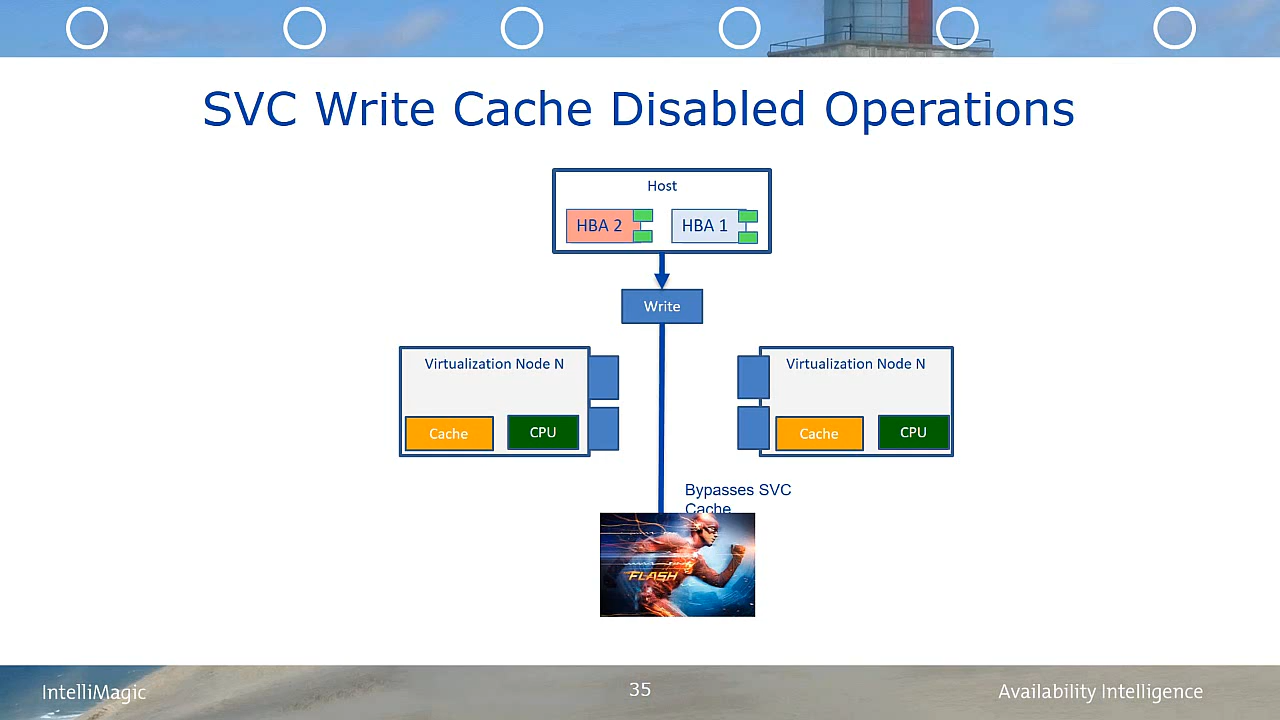 SVC Write Cache Disabled Operations
Host
HBA 2
HBA 1
Write
Virtualization Node N
Cache
CPU
Virtualization Node N
Cache
CPU
Bypasses SVC
Cache
FLASH
IntelliMagic
35
Availability Intelligence